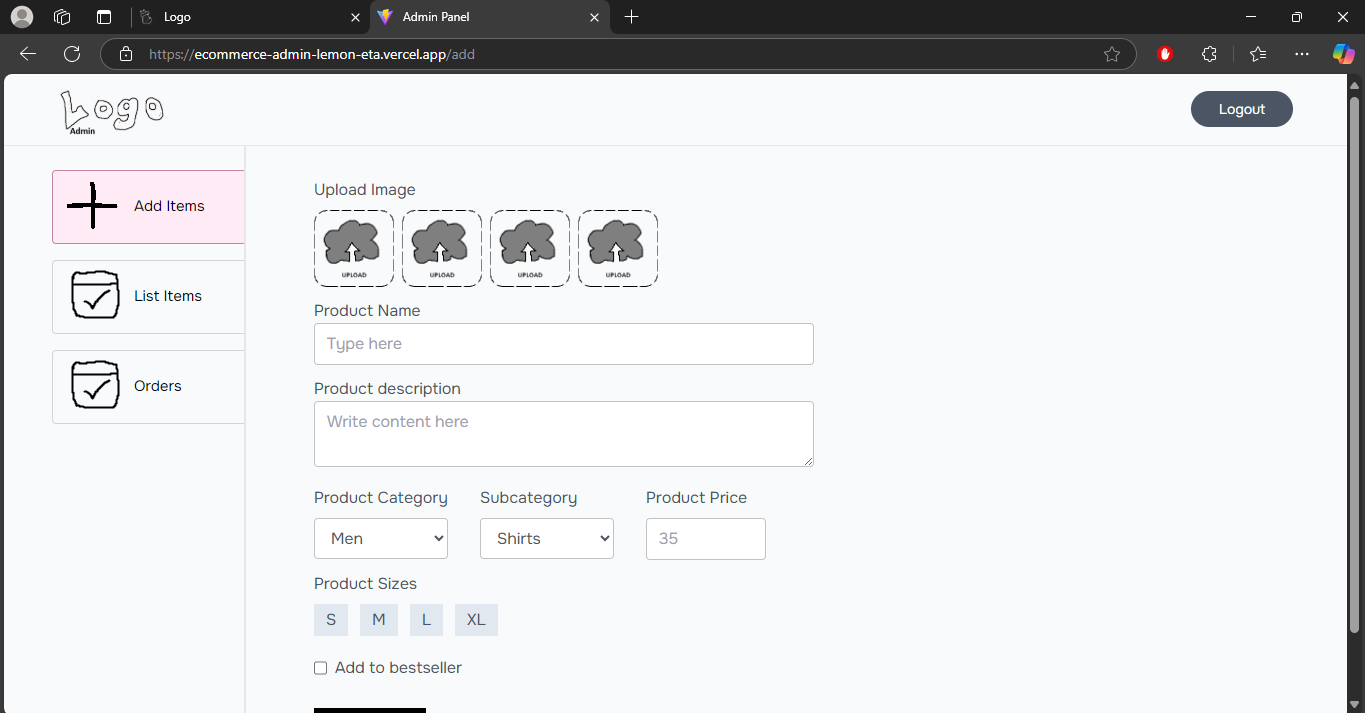 Logo
Admin Panel
https://ecommerce-admin-lemon-eta.vercel.app/add
Logo
Admin
Logout
Add Items
List Items
Orders
Upload Image
UPLOAD UPLOAD UPLOAD UPLOAD
Product Name
Type here
Product description
Write content here
Product Category Subcategory Product Price
Men Shirts 35
Product Sizes
S M L XL
Add to bestseller